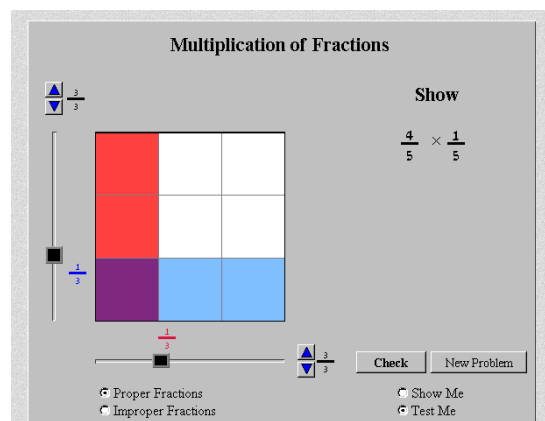 Multiplication of Fractions
3/3
Show
4/5 × 1/5
1/3
1/3
3/3
Check
New Problem
Proper Fractions
Show Me
Improper Fractions
Test Me